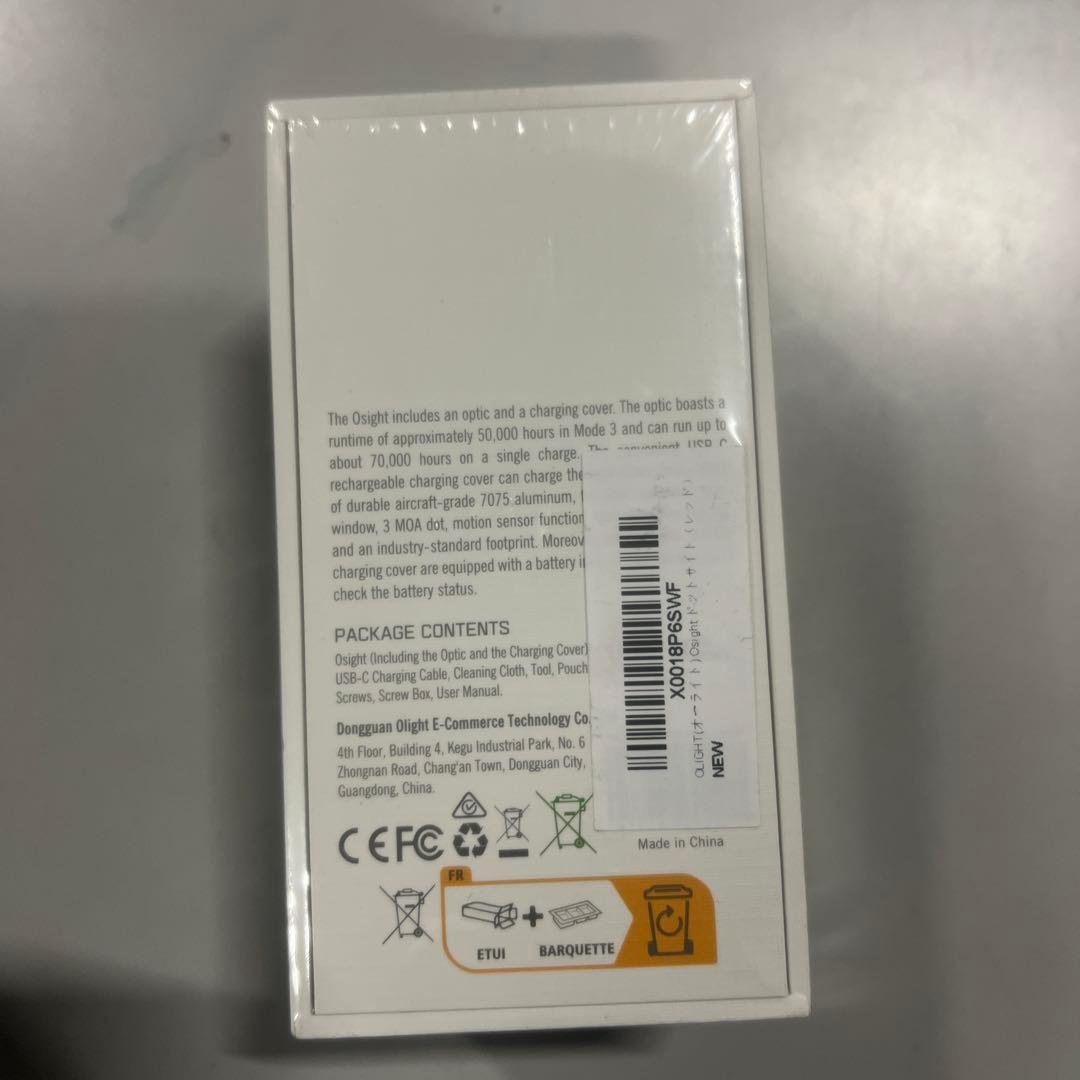 The Osight includes an optic and a charging cover. The optic boasts a
runtime of approximately 50,000 hours in Mode 3 and can run up to
about 70,000 hours on a single charge. The convenient USB-C
rechargeable charging cover can charge the
of durable aircraft-grade 7075 aluminum,
window, 3 MOA dot, motion sensor function
and an industry-standard footprint. Moreov
charging cover are equipped with a battery i
check the battery status.
PACKAGE CONTENTS
Osight (Including the Optic and the Charging Cover)
USB-C Charging Cable, Cleaning Cloth, Tool, Pouch
Screws, Screw Box, User Manual.
Dongguan Olight E-Commerce Technology Co.
4th Floor, Building 4, Kegu Industrial Park, No. 6
Zhongnan Road, Chang'an Town, Dongguan City,
Guangdong, China.
CE FC
Made in China
FR
ETUI + BARQUETTE
X0018P6SWF
OLIGHT(オーライト)Osight ドットサイト (レッド)
NEW